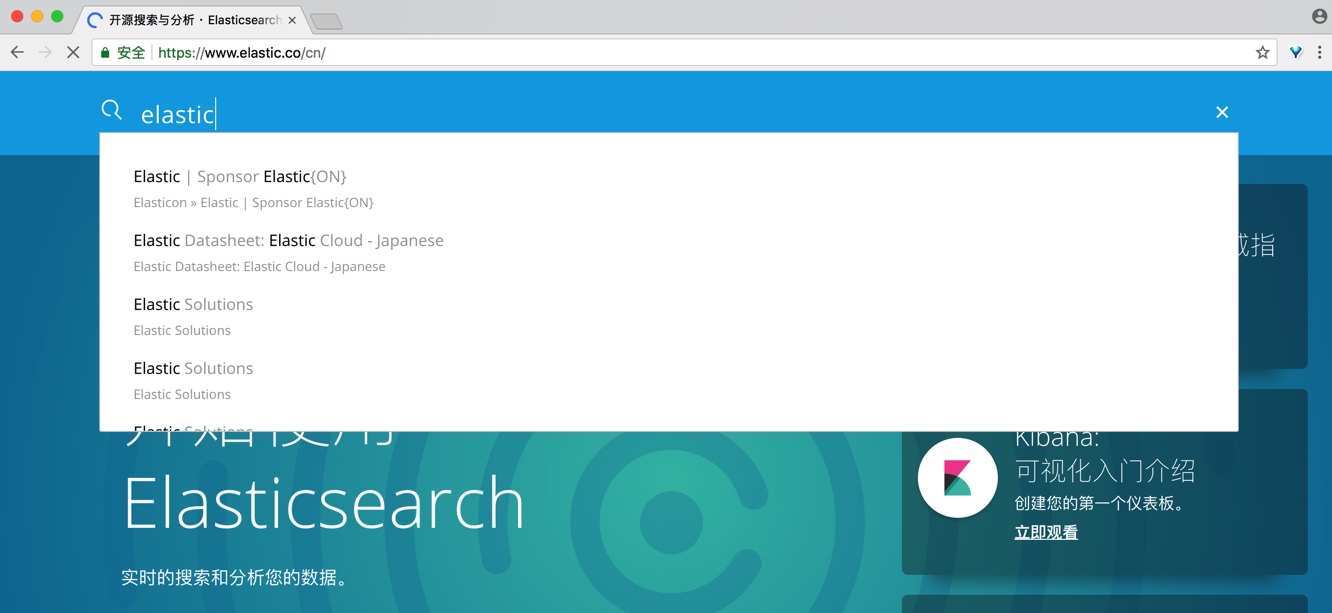 开源搜索与分析 · Elasticsearch
安全 https://www.elastic.co/cn/
elastic
Elastic | Sponsor Elastic{ON}
Elasticon » Elastic | Sponsor Elastic{ON}
Elastic Datasheet: Elastic Cloud - Japanese
Elastic Datasheet: Elastic Cloud - Japanese
Elastic Solutions
Elastic Solutions
Elastic Solutions
Elastic Solutions
Elastic Solutions
Elasticsearch
实时的搜索和分析您的数据。
指
Kibana:
可视化入门介绍
创建您的第一个仪表板。
立即观看